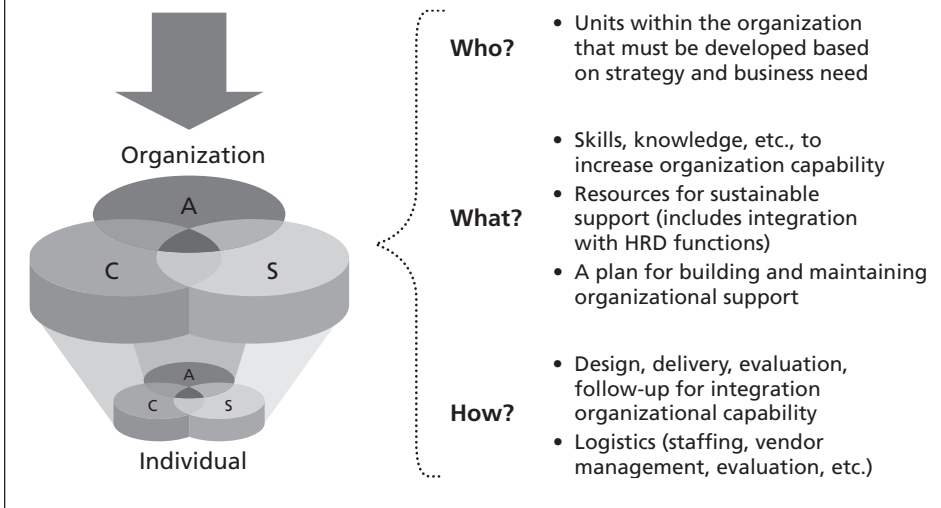 Organization
A
C
S
A
C
S
Individual
Who?
• Units within the organization
that must be developed based
on strategy and business need
What?
• Skills, knowledge, etc., to
increase organization capability
• Resources for sustainable
support (includes integration
with HRD functions)
• A plan for building and maintaining
organizational support
How?
• Design, delivery, evaluation,
follow-up for integration
organizational capability
• Logistics (staffing, vendor
management, evaluation, etc.)